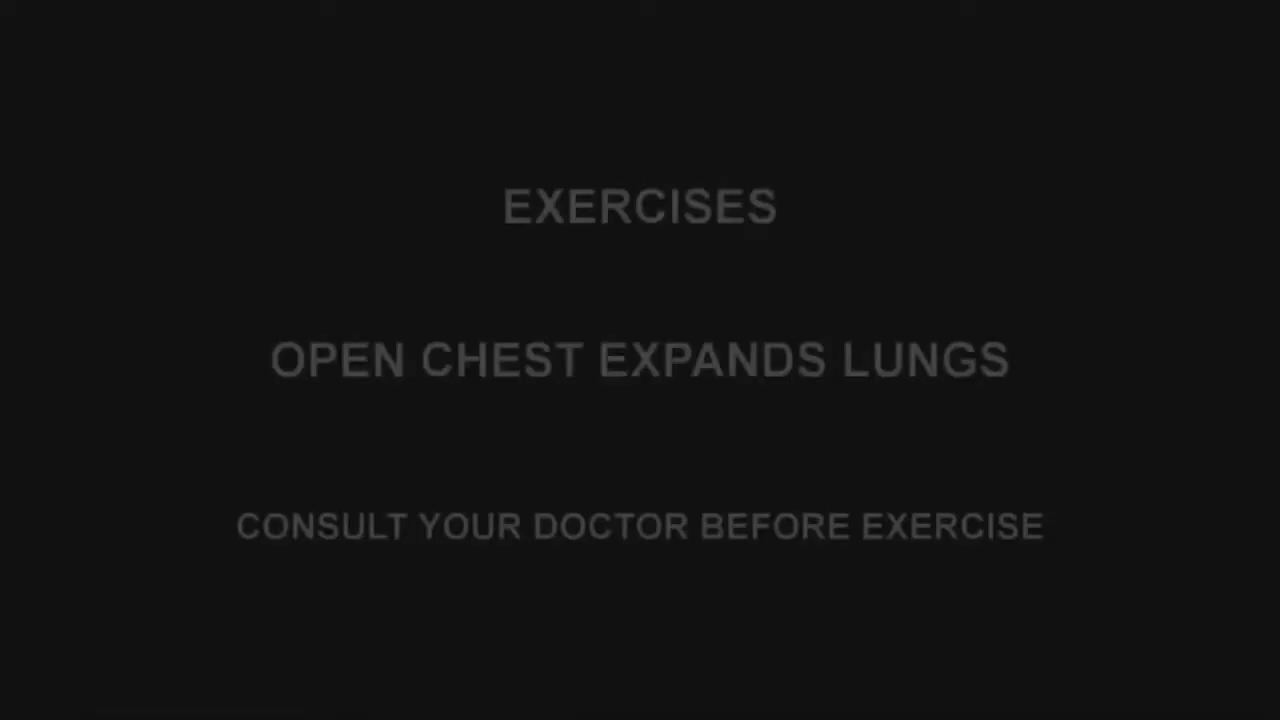 EXERCISES
OPEN CHEST EXPANDS LUNGS
CONSULT YOUR DOCTOR BEFORE EXERCISE